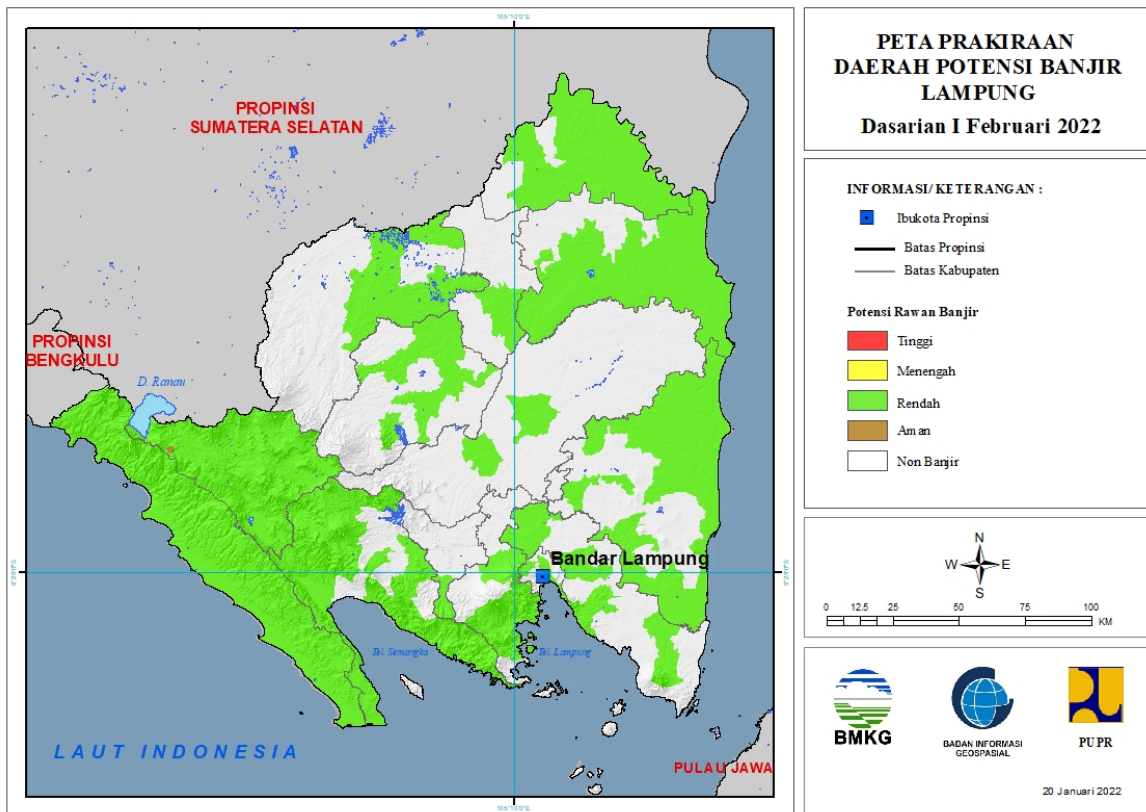 PETA PRAKIRAAN
DAERAH POTENSI BANJIR
LAMPUNG
Dasarian I Februari 2022
INFORMASI/ KETERANGAN :
Ibukota Propinsi
Batas Propinsi
Batas Kabupaten
Potensi Rawan Banjir
Tinggi
Menengah
Rendah
Aman
Non Banjir
N
W E
S
0 12.5 25 50 75 100
KM
BMKG
BADAN INFORMASI
GEOSPASIAL
PUPR
20 Januari 2022
PROPINSI
SUMATERA SELATAN
PROPINSI
BENGKULU
D. Ranau
Bandar Lampung
Tel. Semangka
Tel. Lampung
LAUT INDONESIA
PULAU JAWA